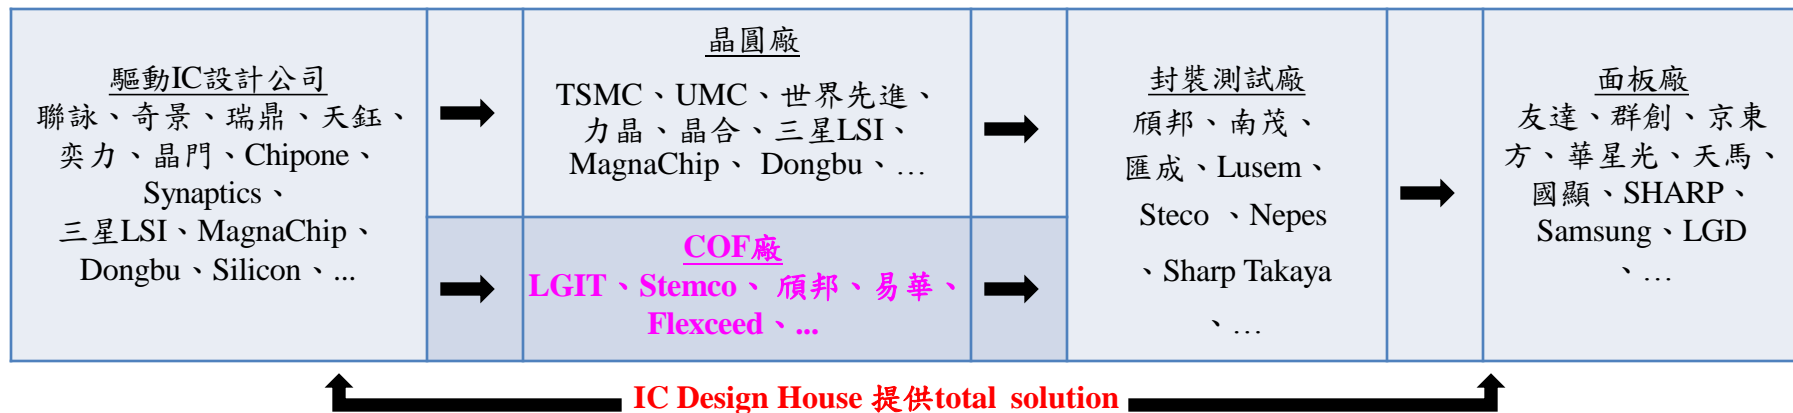 驅動IC設計公司
聯詠、奇景、瑞鼎、天鈺、
奕力、晶門、Chipone、
Synaptics、
三星LSI、MagnaChip、
Dongbu、Silicon、...
晶圓廠
TSMC、UMC、世界先進、
力晶、晶合、三星LSI、
MagnaChip、 Dongbu、…
COF廠
LGIT、Stemco、 頎邦、易華、
Flexceed、...
封裝測試廠
頎邦、南茂、
匯成、Lusem、
Steco 、Nepes
、Sharp Takaya
、…
面板廠
友達、群創、京東
方、華星光、天馬、
國顯、SHARP、
Samsung、LGD
、…
IC Design House 提供total solution